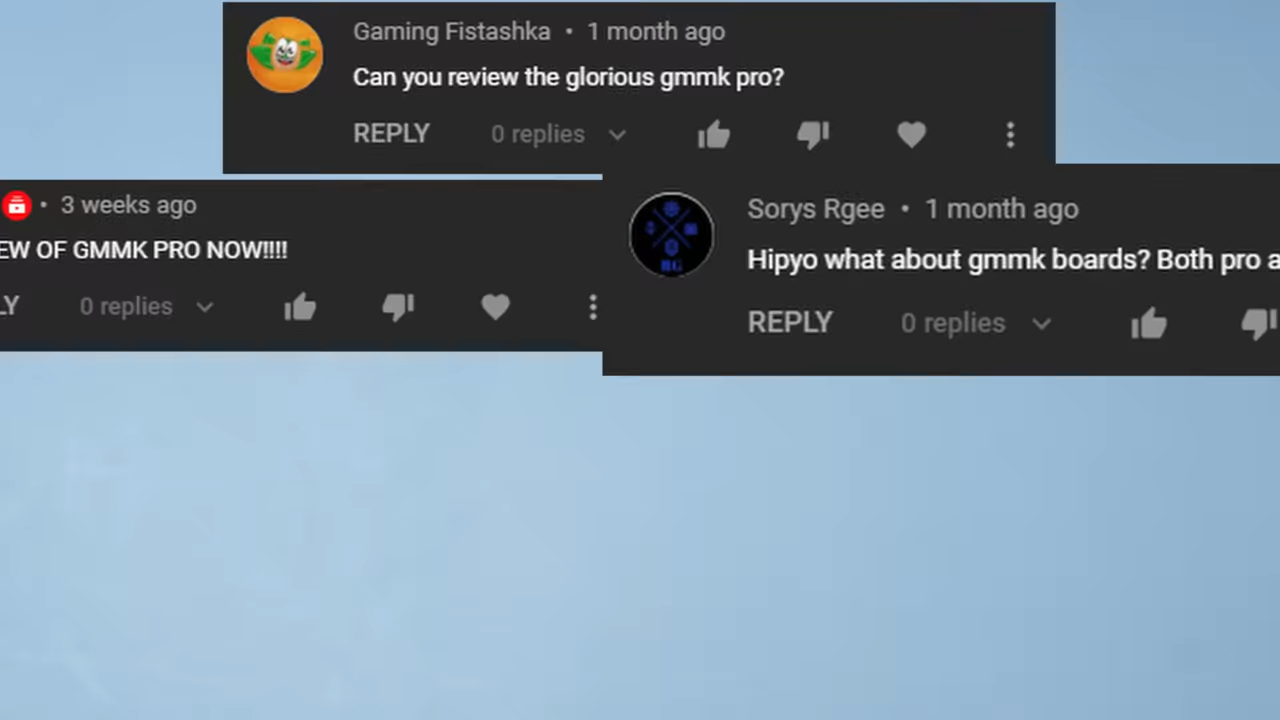 Gaming Fistashka • 1 month ago
Can you review the glorious gmmk pro?
REPLY 0 replies
• 3 weeks ago
EW OF GMMK PRO NOW!!!!
LY 0 replies
Sorys Rgee • 1 month ago
Hipyo what about gmmk boards? Both pro a
REPLY 0 replies